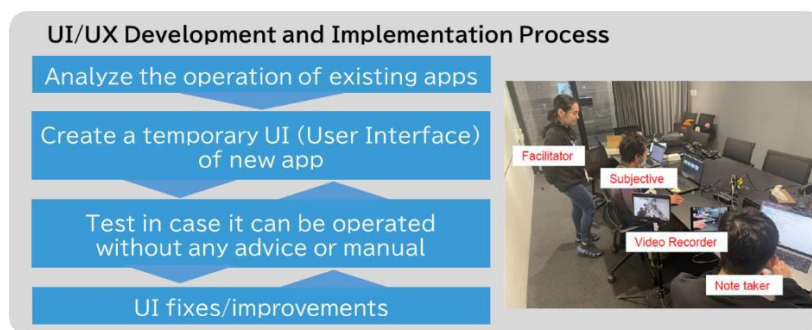 UI/UX Development and Implementation Process
Analyze the operation of existing apps
Create a temporary UI (User Interface)
of new app
Test in case it can be operated
without any advice or manual
UI fixes/improvements
Facilitator
Subjective
Video Recorder
Note taker